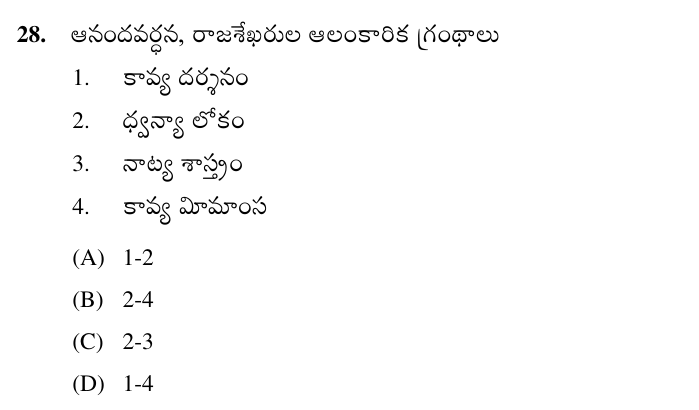 28. ఆనందవర్ధన, రాజశేఖరుల ఆలంకారిక గ్రంథాలు
1. కావ్య దర్శనం
2. ధ్వన్యా లోకం
3. నాట్య శాస్త్రం
4. కావ్య మీమాంస
(A) 1-2
(B) 2-4
(C) 2-3
(D) 1-4